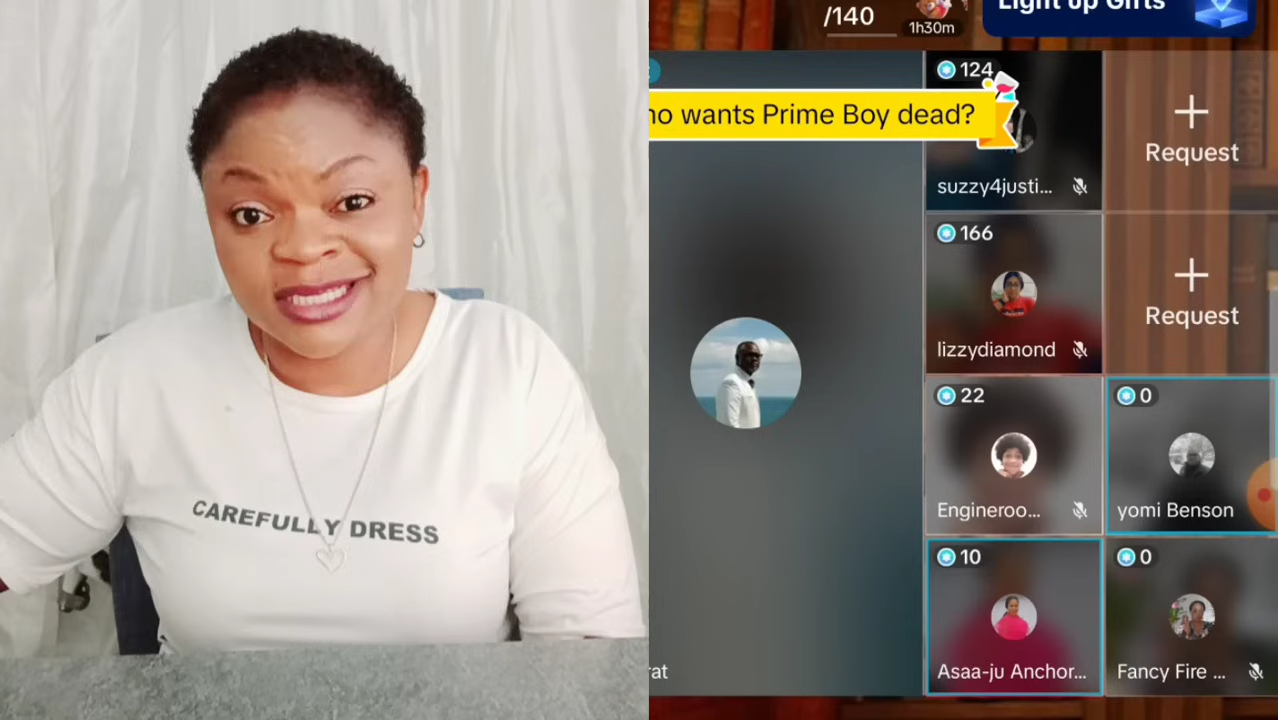 CAREFULLY DRESS
/140
1h30m
Light up Gifts
124
ho wants Prime Boy dead?
suzzy4justi...
Request
166
lizzydiamond
Request
22
Engineroo...
0
yomi Benson
10
Asaa-ju Anchor...
0
Fancy Fire ...
rat